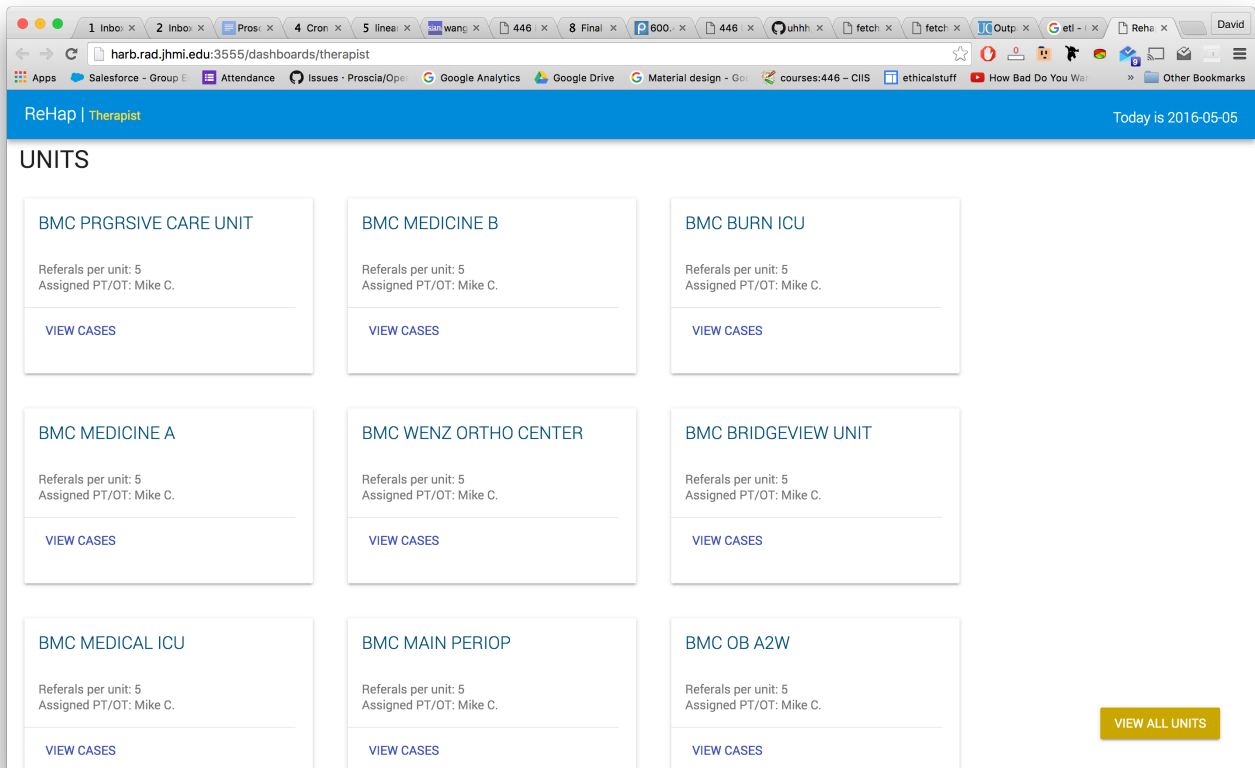 1 Inbox
2 Inbox
Prosc
4 Cron
5 linear
wang
446
8 Final
600.
446
uhhh
fetch
fetch
Outp
etl -
Reha
David
harb.rad.jhmi.edu:3555/dashboards/therapist
0
9
Apps
Salesforce - Group E
Attendance
Issues · Proscia/Ope
Google Analytics
Google Drive
Material design - Goo
courses:446 – CIIS
ethicalstuff
How Bad Do You Wan
»
Other Bookmarks
ReHap | Therapist
Today is 2016-05-05
UNITS
BMC PRGRSIVE CARE UNIT
Referals per unit: 5
Assigned PT/OT: Mike C.
VIEW CASES
BMC MEDICINE B
Referals per unit: 5
Assigned PT/OT: Mike C.
VIEW CASES
BMC BURN ICU
Referals per unit: 5
Assigned PT/OT: Mike C.
VIEW CASES
BMC MEDICINE A
Referals per unit: 5
Assigned PT/OT: Mike C.
VIEW CASES
BMC WENZ ORTHO CENTER
Referals per unit: 5
Assigned PT/OT: Mike C.
VIEW CASES
BMC BRIDGEVIEW UNIT
Referals per unit: 5
Assigned PT/OT: Mike C.
VIEW CASES
BMC MEDICAL ICU
Referals per unit: 5
Assigned PT/OT: Mike C.
VIEW CASES
BMC MAIN PERIOP
Referals per unit: 5
Assigned PT/OT: Mike C.
VIEW CASES
BMC OB A2W
Referals per unit: 5
Assigned PT/OT: Mike C.
VIEW CASES
VIEW ALL UNITS